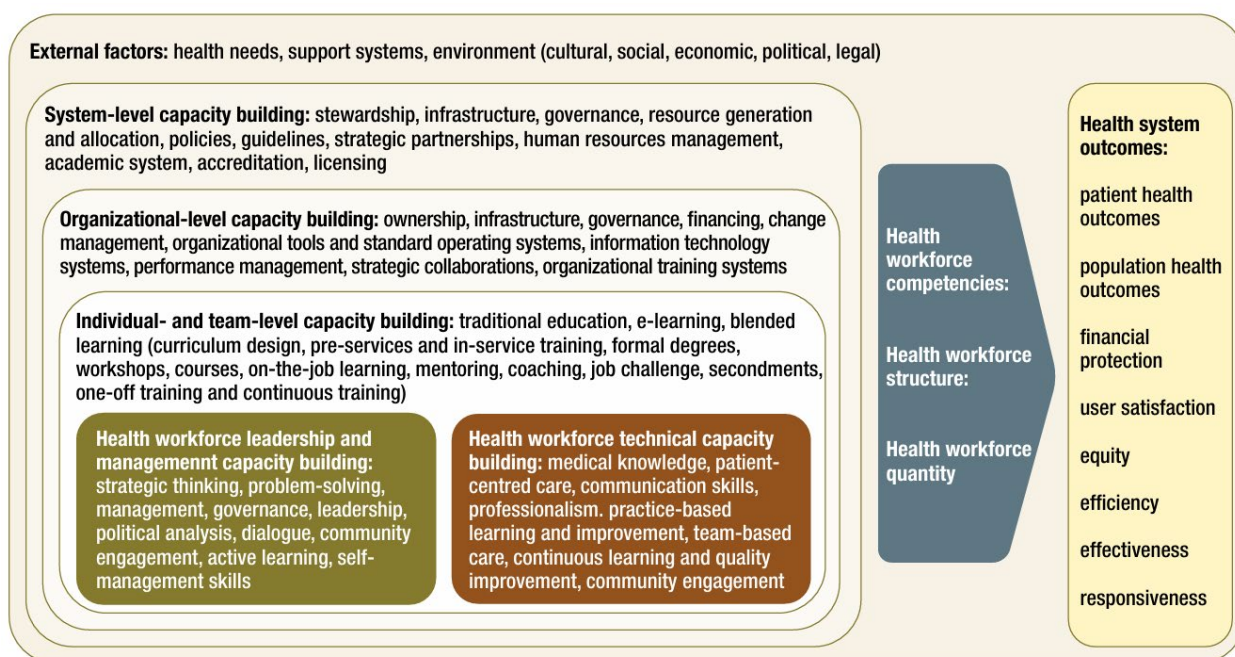 External factors: health needs, support systems, environment (cultural, social, economic, political, legal)
System-level capacity building: stewardship, infrastructure, governance, resource generation
and allocation, policies, guidelines, strategic partnerships, human resources management,
academic system, accreditation, licensing
Organizational-level capacity building: ownership, infrastructure, governance, financing, change
management, organizational tools and standard operating systems, information technology
systems, performance management, strategic collaborations, organizational training systems
Individual- and team-level capacity building: traditional education, e-learning, blended
learning (curriculum design, pre-services and in-service training, formal degrees,
workshops, courses, on-the-job learning, mentoring, coaching, job challenge, secondments,
one-off training and continuous training)
Health workforce leadership and
managemennt capacity building:
strategic thinking, problem-solving,
management, governance, leadership,
political analysis, dialogue, community
engagement, active learning, self-
management skills
Health workforce technical capacity
building: medical knowledge, patient-
centred care, communication skills,
professionalism. practice-based
learning and improvement, team-based
care, continuous learning and quality
improvement, community engagement
Health
workforce
competencies:
Health workforce
structure:
Health workforce
quantity
Health system
outcomes:
patient health
outcomes
population health
outcomes
financial
protection
user satisfaction
equity
efficiency
effectiveness
responsiveness